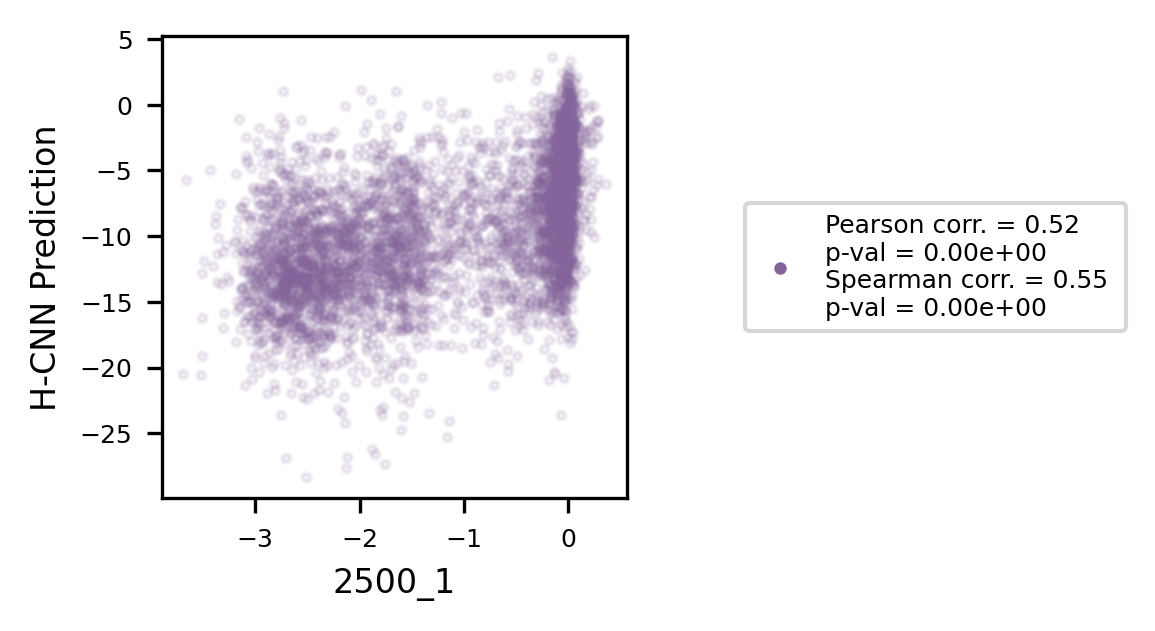 5
0
−5
−10
−15
−20
−25
H-CNN Prediction
−3
−2
−1
0
2500_1
Pearson corr. = 0.52
p-val = 0.00e+00
Spearman corr. = 0.55
p-val = 0.00e+00